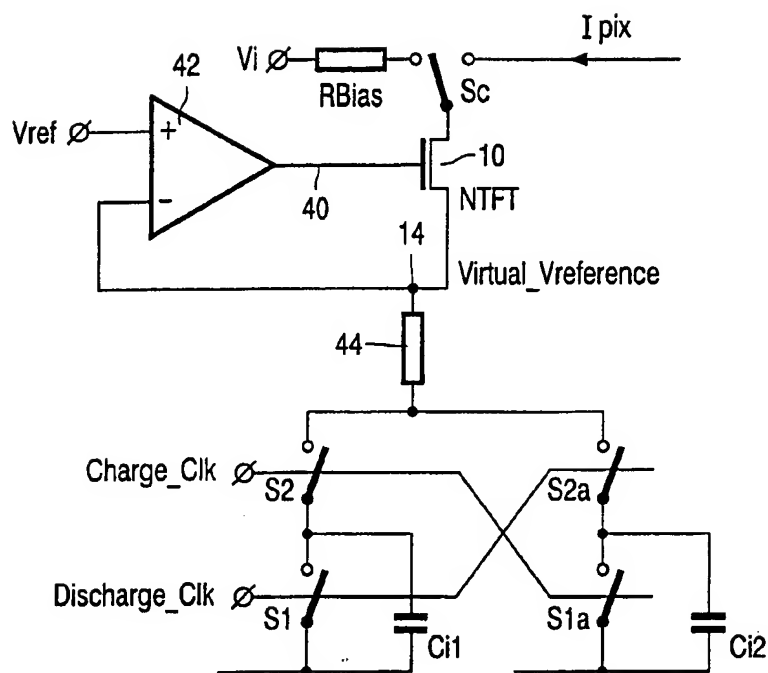 I pix
Vi
RBias
Sc
42
Vref
+
-
40
10
NTFT
14
Virtual_Vreference
44
Charge_Clk
S2
S2a
Discharge_Clk
S1
Ci1
S1a
Ci2